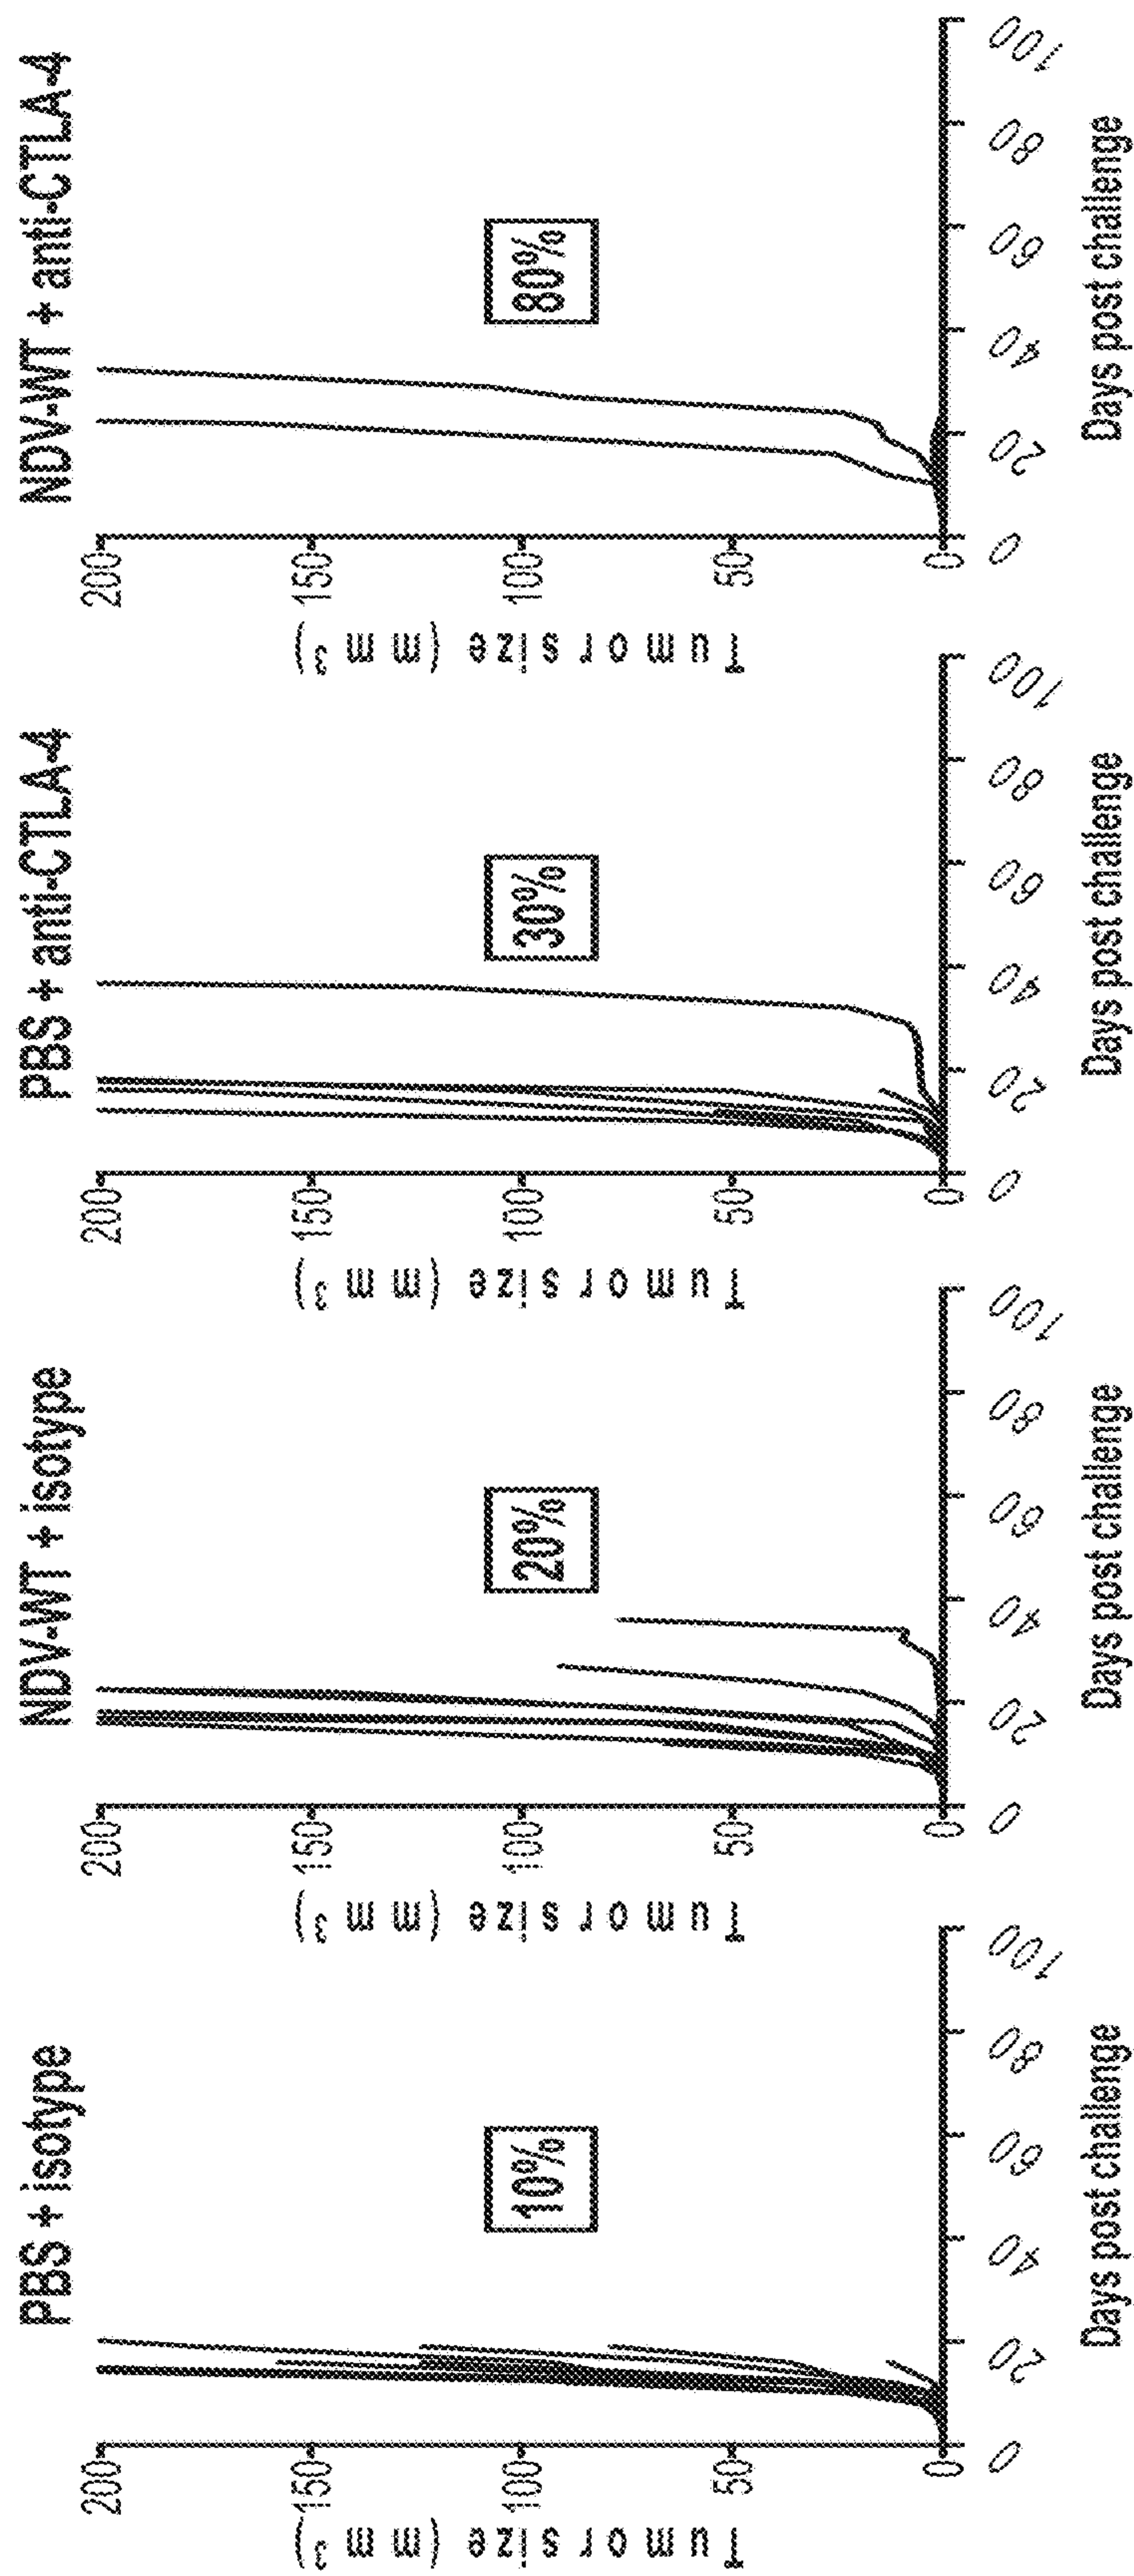 PBS + isotype
Tumor size (mm³)
200
150
100
50
0
10%
0 20 40 60 80 100
Days post challenge
NDV-WT + isotype
Tumor size (mm³)
200
150
100
50
0
20%
0 20 40 60 80 100
Days post challenge
PBS + anti-CTLA-4
Tumor size (mm³)
200
150
100
50
0
30%
0 20 40 60 80 100
Days post challenge
NDV-WT + anti-CTLA-4
Tumor size (mm³)
200
150
100
50
0
80%
0 20 40 60 80 100
Days post challenge